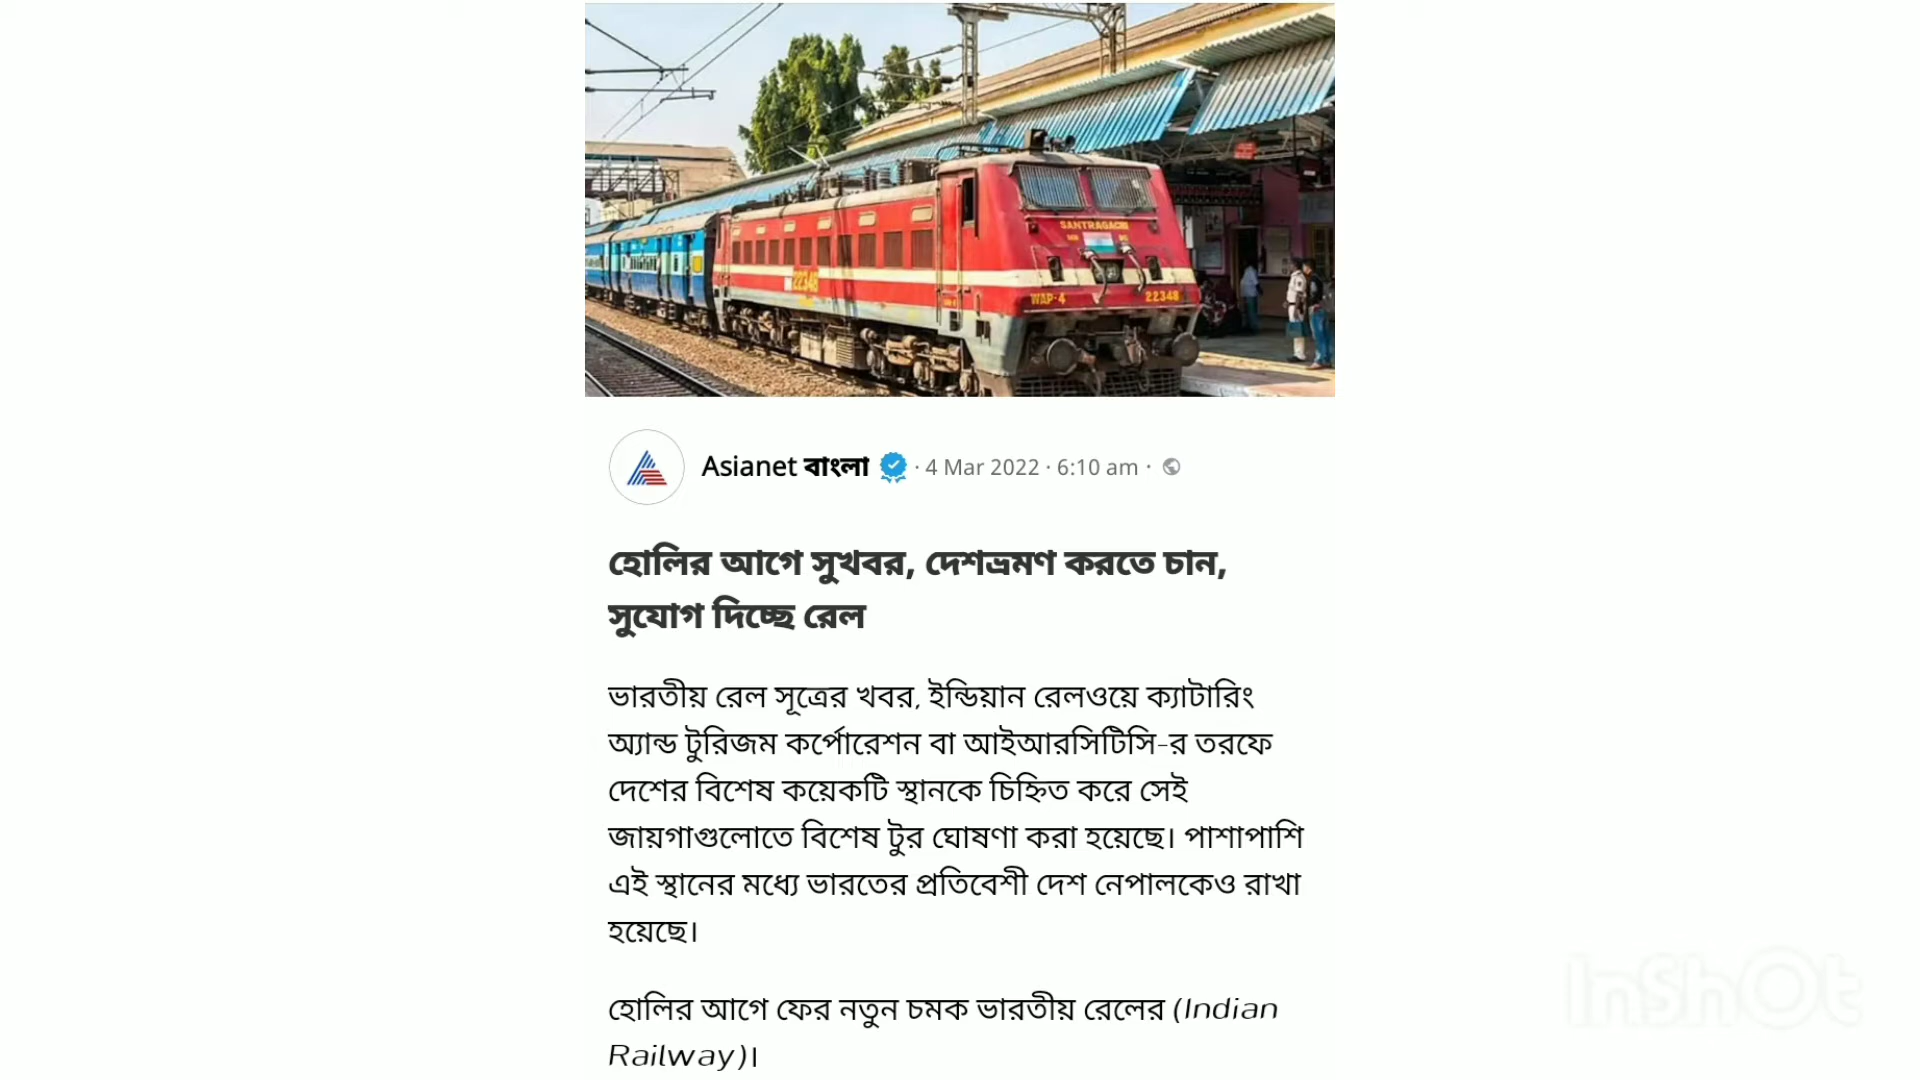 SANTRAGACHI
WAP-4
22348
22348
Asianet বাংলা · 4 Mar 2022 · 6:10 am ·
হোলির আগে সুখবর, দেশভ্রমণ করতে চান,
সুযোগ দিচ্ছে রেল
ভারতীয় রেল সূত্রের খবর, ইন্ডিয়ান রেলওয়ে ক্যাটারিং
অ্যান্ড টুরিজম কর্পোরেশন বা আইআরসিটিসি-র তরফে
দেশের বিশেষ কয়েকটি স্থানকে চিহ্নিত করে সেই
জায়গাগুলোতে বিশেষ টুর ঘোষণা করা হয়েছে। পাশাপাশি
এই স্থানের মধ্যে ভারতের প্রতিবেশী দেশ নেপালকেও রাখা
হয়েছে।
হোলির আগে ফের নতুন চমক ভারতীয় রেলের (Indian
Railway)।
InShOt